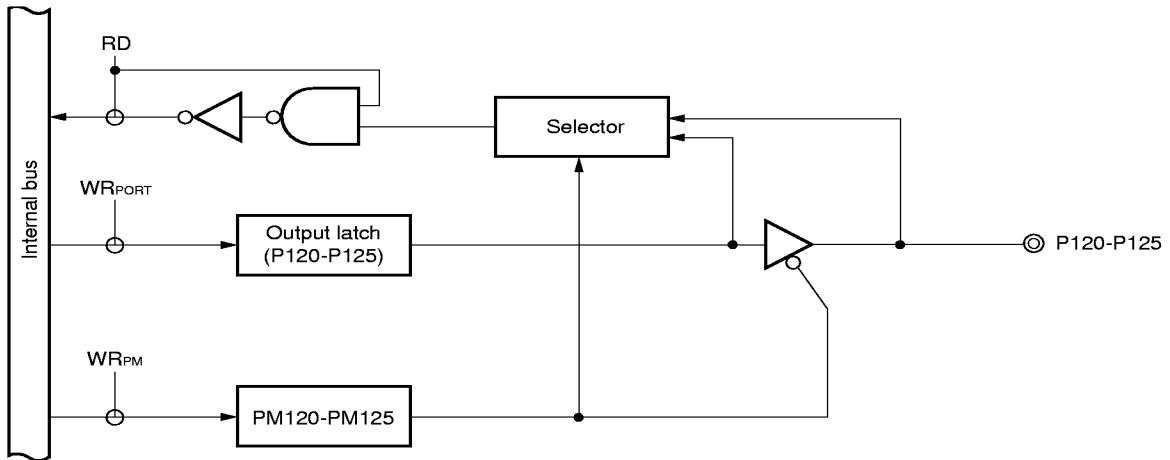 RD
Selector
Internal bus
WRPORT
Output latch
(P120-P125)
P120-P125
WRPM
PM120-PM125